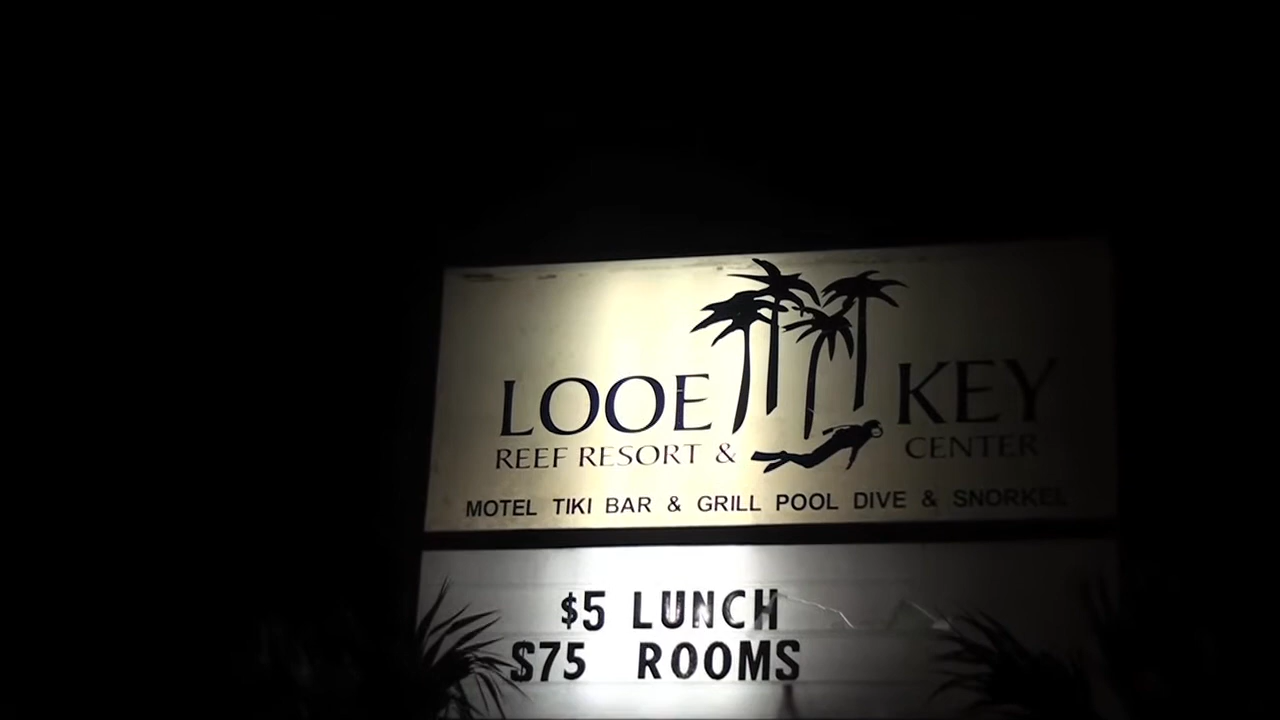 LOOE KEY
REEF RESORT & CENTER
MOTEL TIKI BAR & GRILL POOL DIVE & SNORKEL
$5 LUNCH
$75 ROOMS